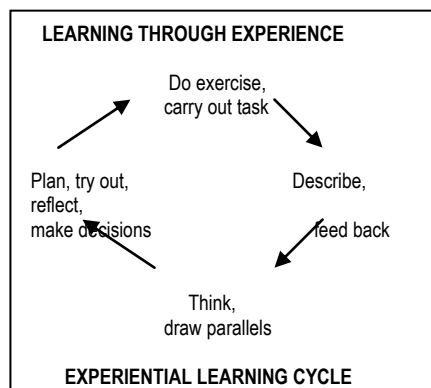 LEARNING THROUGH EXPERIENCE
Do exercise,
carry out task
Describe,
feed back
Think,
draw parallels
Plan, try out,
reflect,
make decisions
EXPERIENTIAL LEARNING CYCLE